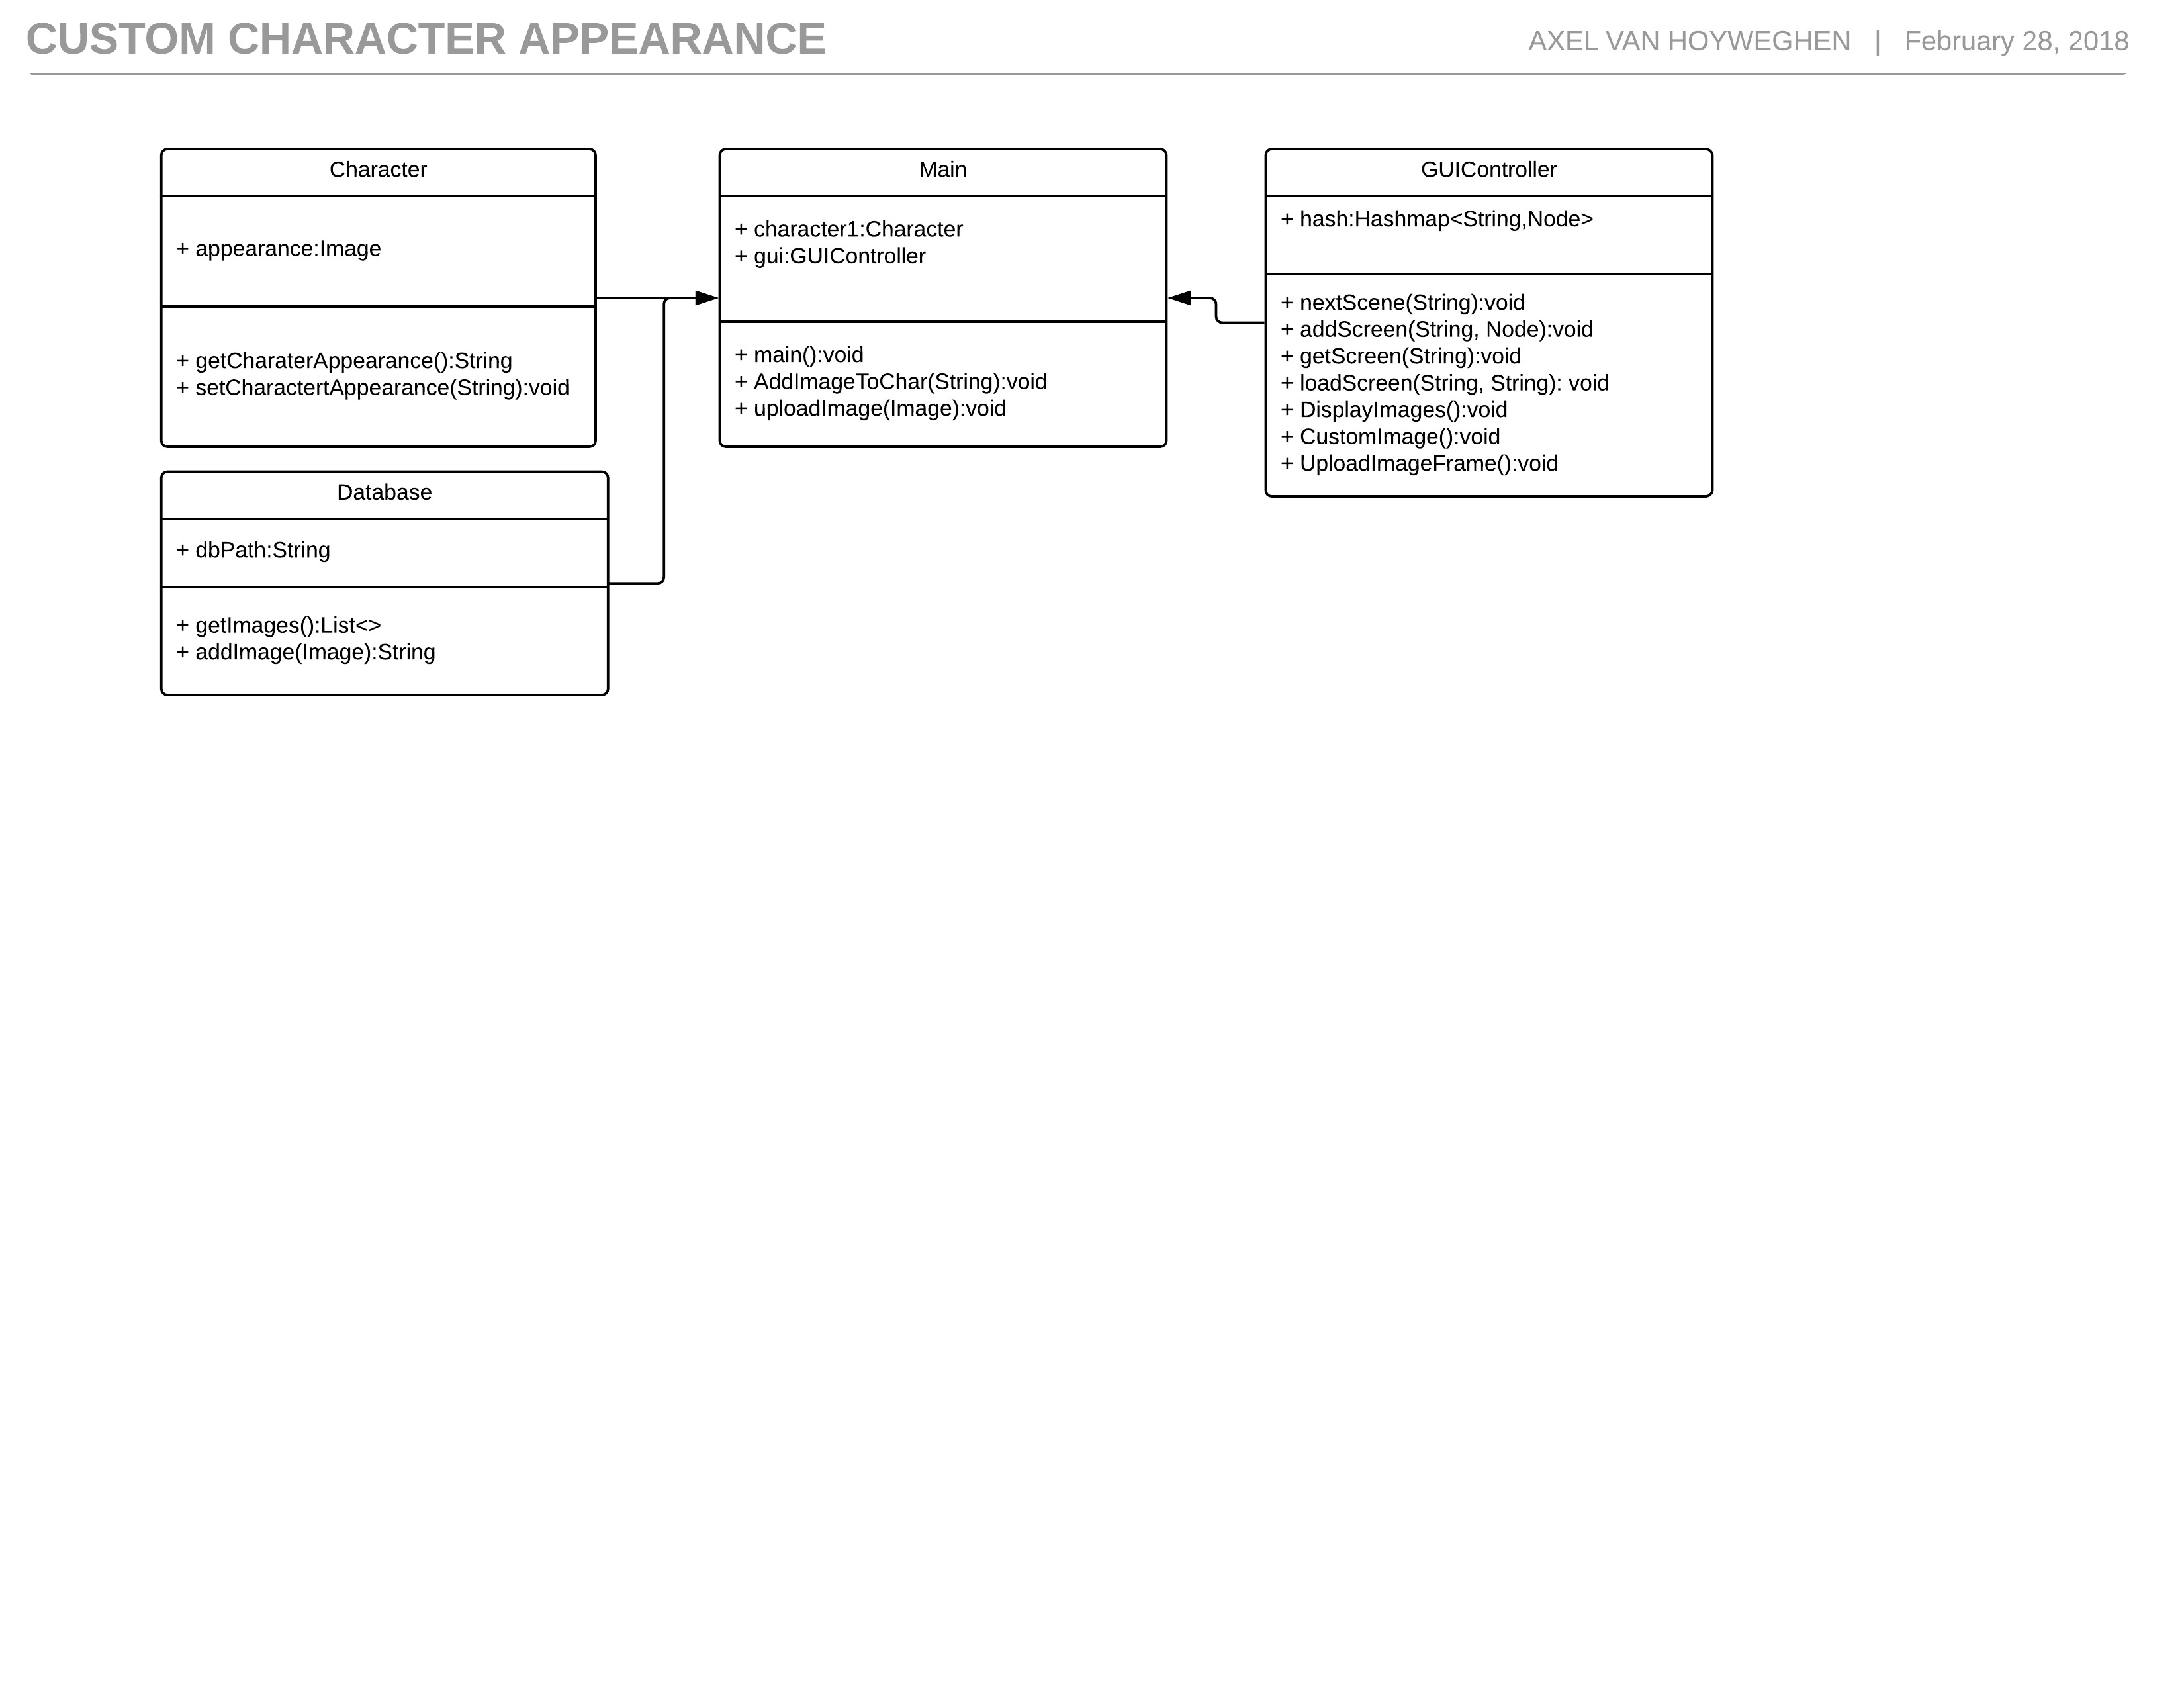 CUSTOM CHARACTER APPEARANCE
AXEL VAN HOYWEGHEN | February 28, 2018
Character
+ appearance:Image
+ getCharaterAppearance():String
+ setCharactertAppearance(String):void
Main
+ character1:Character
+ gui:GUIController
+ main():void
+ AddImageToChar(String):void
+ uploadImage(Image):void
GUIController
+ hash:Hashmap<String,Node>
+ nextScene(String):void
+ addScreen(String, Node):void
+ getScreen(String):void
+ loadScreen(String, String): void
+ DisplayImages():void
+ CustomImage():void
+ UploadImageFrame():void
Database
+ dbPath:String
+ getImages():List<>
+ addImage(Image):String